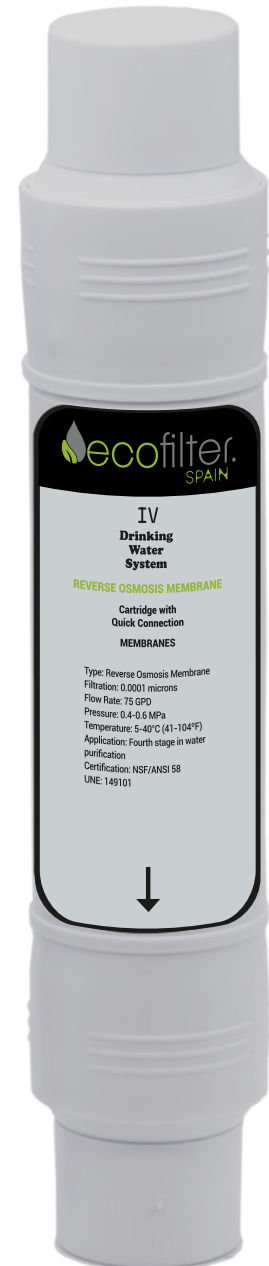 ecofilter.
SPAIN
IV
Drinking
Water
System
REVERSE OSMOSIS MEMBRANE
Cartridge with
Quick Connection
MEMBRANES
Type: Reverse Osmosis Membrane
Filtration: 0.0001 microns
Flow Rate: 75 GPD
Pressure: 0.4-0.6 MPa
Temperature: 5-40°C (41-104ºF)
Application: Fourth stage in water
purification
Certification: NSF/ANSI 58
UNE: 149101